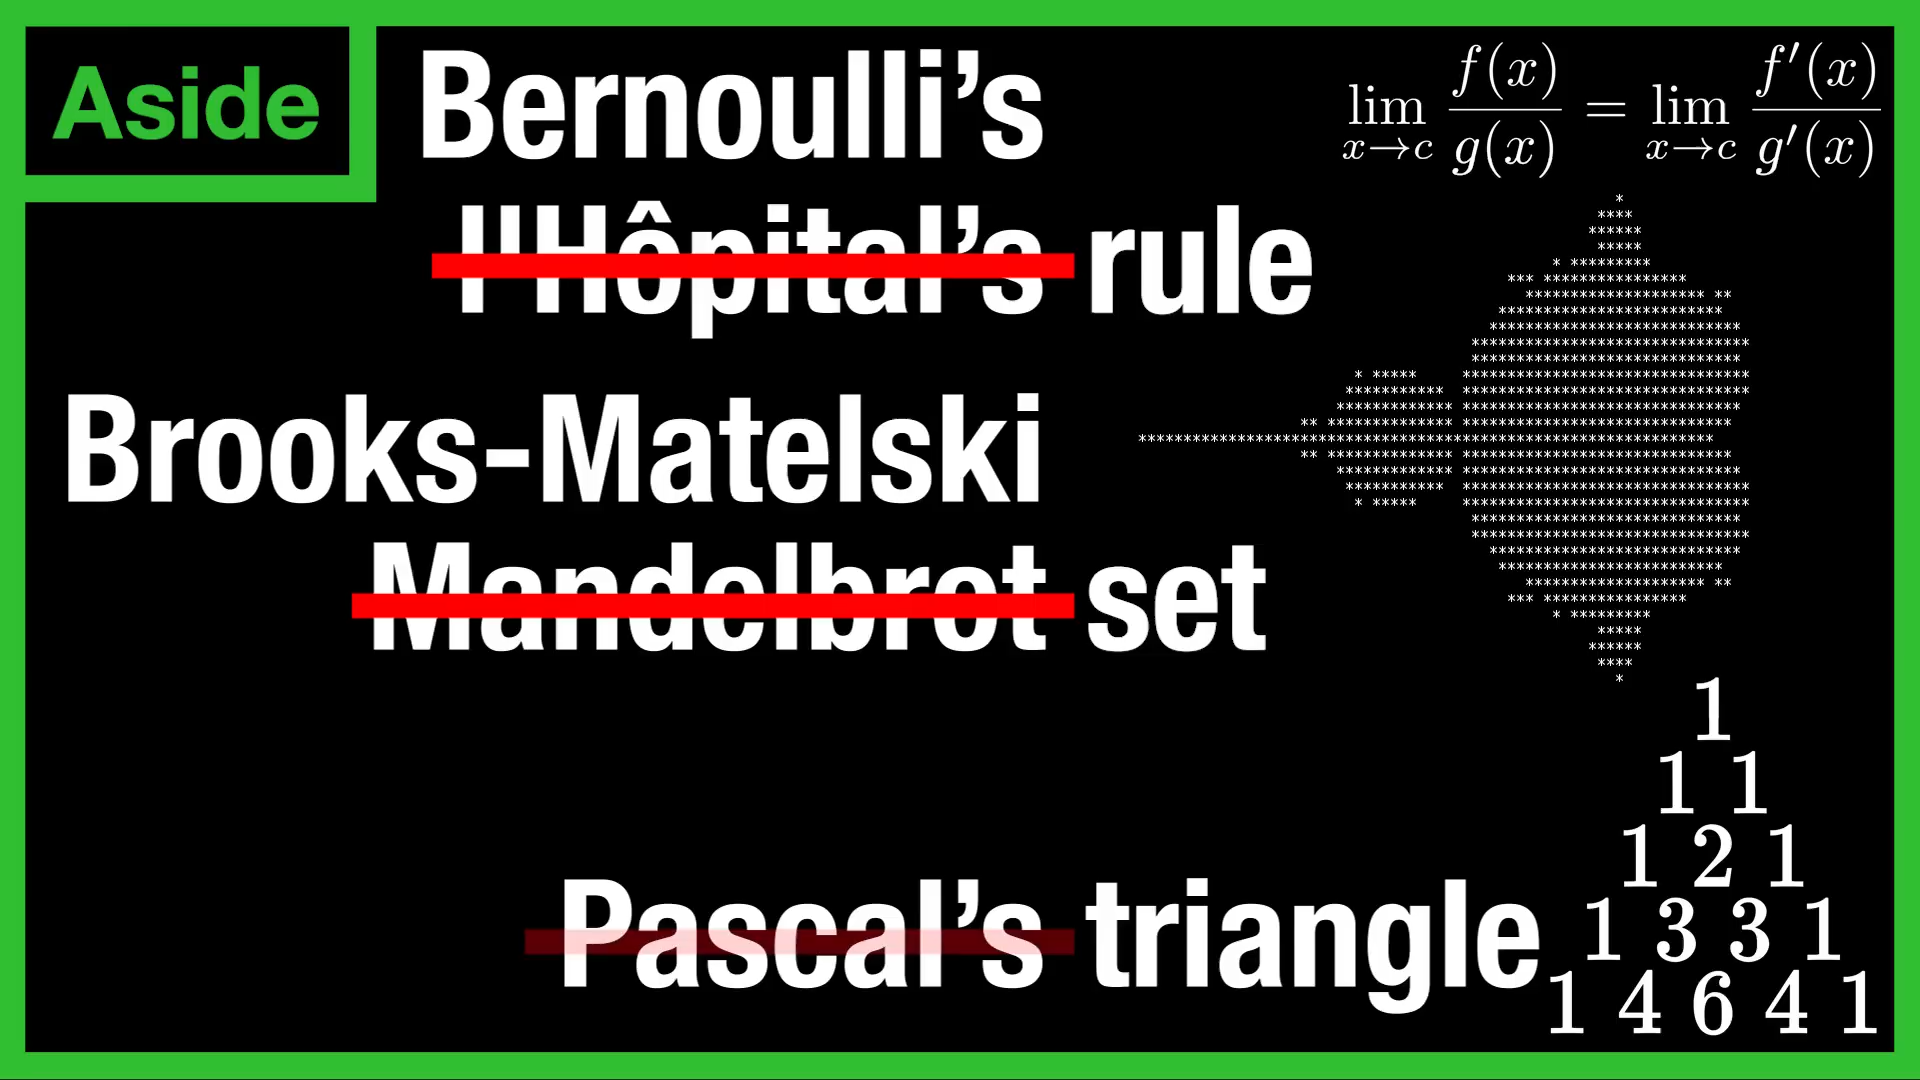 Aside
Bernoulli’s
l'Hôpital’s rule
lim x→c f(x)/g(x) = lim x→c f′(x)/g′(x)
Brooks-Matelski
Mandelbrot set
Pascal’s triangle
1
1 1
1 2 1
1 3 3 1
1 4 6 4 1